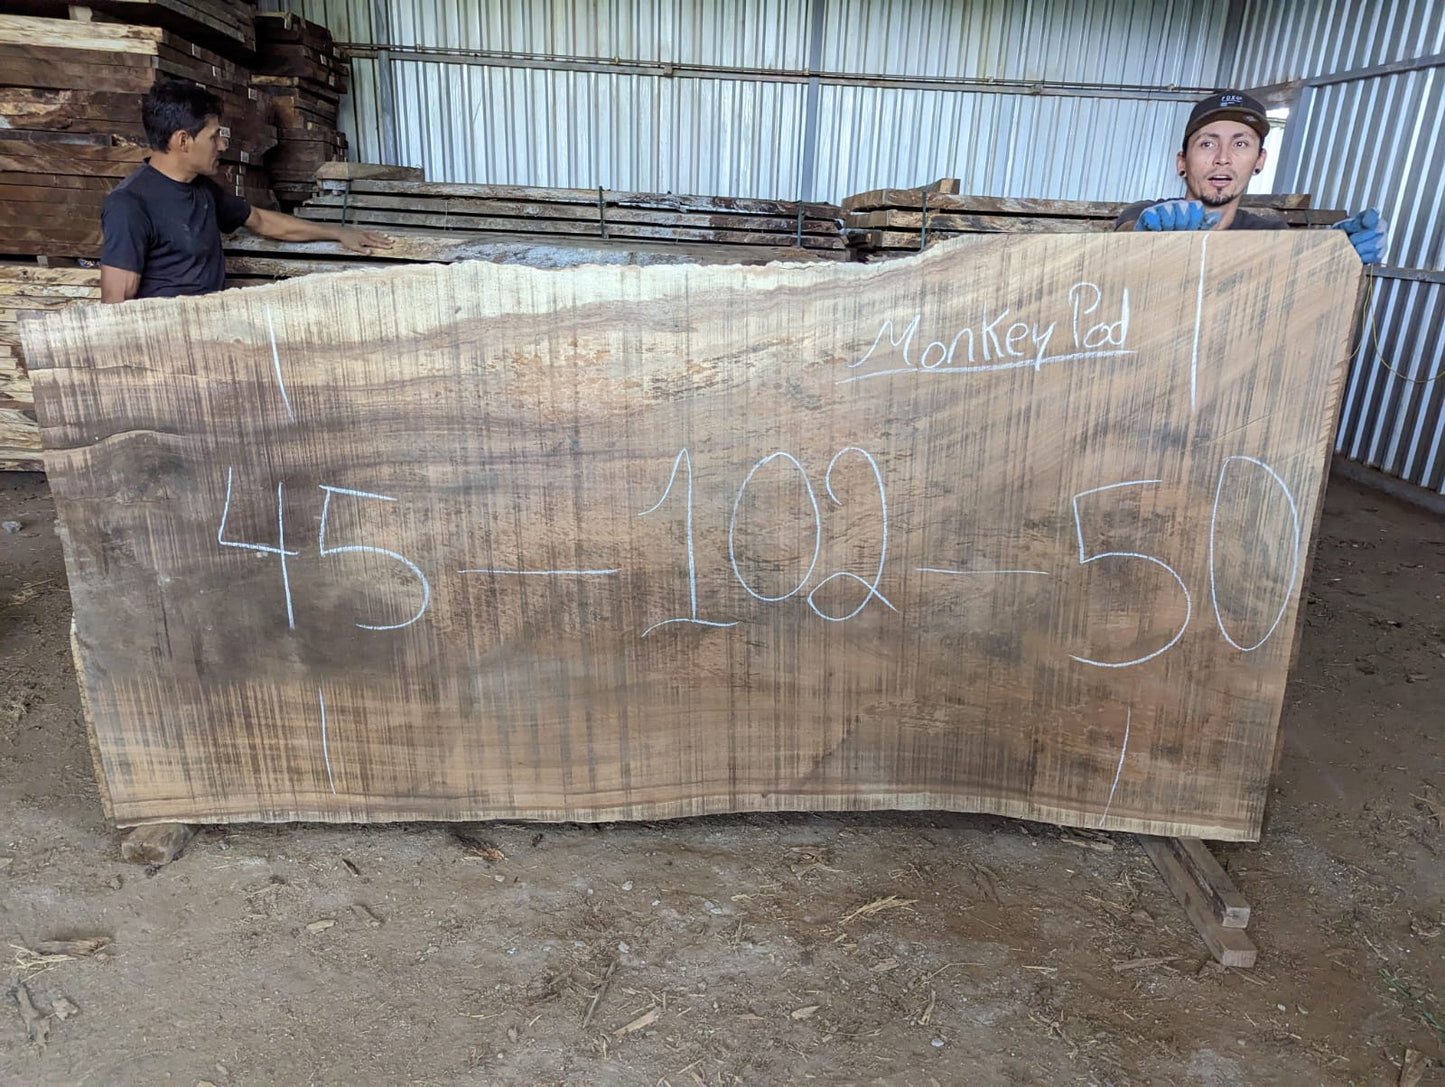 Monkey Pod
45 — 102 — 50